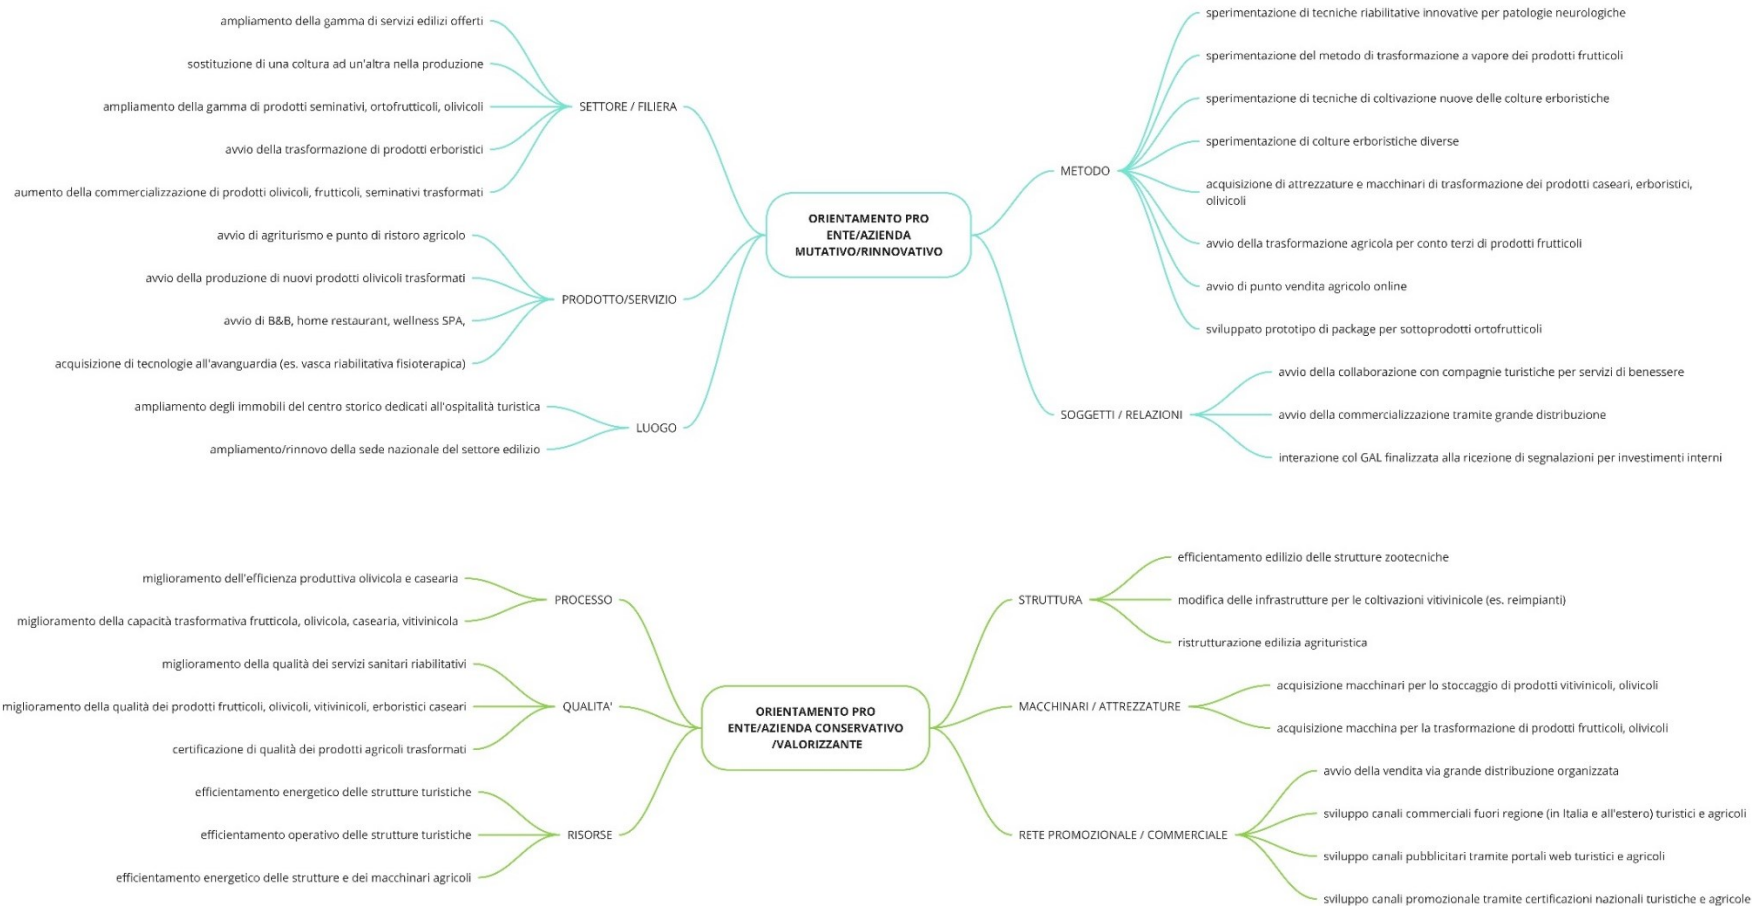 ampliamento della gamma di servizi edilizi offerti
sostituzione di una coltura ad un'altra nella produzione
ampliamento della gamma di prodotti seminativi, ortofrutticoli, olivicoli
avvio della trasformazione di prodotti erboristici
aumento della commercializzazione di prodotti olivicoli, frutticoli, seminativi trasformati
SETTORE / FILIERA
avvio di agriturismo e punto di ristoro agricolo
avvio della produzione di nuovi prodotti olivicoli trasformati
avvio di B&B, home restaurant, wellness SPA,
acquisizione di tecnologie all'avanguardia (es. vasca riabilitativa fisioterapica)
PRODOTTO/SERVIZIO
ampliamento degli immobili del centro storico dedicati all'ospitalità turistica
ampliamento/rinnovo della sede nazionale del settore edilizio
LUOGO
ORIENTAMENTO PRO
ENTE/AZIENDA
MUTATIVO/RINNOVATIVO
METODO
sperimentazione di tecniche riabilitative innovative per patologie neurologiche
sperimentazione del metodo di trasformazione a vapore dei prodotti frutticoli
sperimentazione di tecniche di coltivazione nuove delle colture erboristiche
sperimentazione di colture erboristiche diverse
acquisizione di attrezzature e macchinari di trasformazione dei prodotti caseari, erboristici,
olivicoli
avvio della trasformazione agricola per conto terzi di prodotti frutticoli
avvio di punto vendita agricolo online
sviluppato prototipo di package per sottoprodotti ortofrutticoli
SOGGETTI / RELAZIONI
avvio della collaborazione con compagnie turistiche per servizi di benessere
avvio della commercializzazione tramite grande distribuzione
interazione col GAL finalizzata alla ricezione di segnalazioni per investimenti interni
miglioramento dell'efficienza produttiva olivicola e casearia
miglioramento della capacità trasformativa frutticola, olivicola, casearia, vitivinicola
PROCESSO
miglioramento della qualità dei servizi sanitari riabilitativi
miglioramento della qualità dei prodotti frutticoli, olivicoli, vitivinicoli, erboristici caseari
certificazione di qualità dei prodotti agricoli trasformati
QUALITA'
efficientamento energetico delle strutture turistiche
efficientamento operativo delle strutture turistiche
efficientamento energetico delle strutture e dei macchinari agricoli
RISORSE
ORIENTAMENTO PRO
ENTE/AZIENDA CONSERVATIVO
/VALORIZZANTE
STRUTTURA
efficientamento edilizio delle strutture zootecniche
modifica delle infrastrutture per le coltivazioni vitivinicole (es. reimpianti)
ristrutturazione edilizia agrituristica
MACCHINARI / ATTREZZATURE
acquisizione macchinari per lo stoccaggio di prodotti vitivinicoli, olivicoli
acquisizione macchina per la trasformazione di prodotti frutticoli, olivicoli
RETE PROMOZIONALE / COMMERCIALE
avvio della vendita via grande distribuzione organizzata
sviluppo canali commerciali fuori regione (in Italia e all'estero) turistici e agricoli
sviluppo canali pubblicitari tramite portali web turistici e agricoli
sviluppo canali promozionale tramite certificazioni nazionali turistiche e agricole